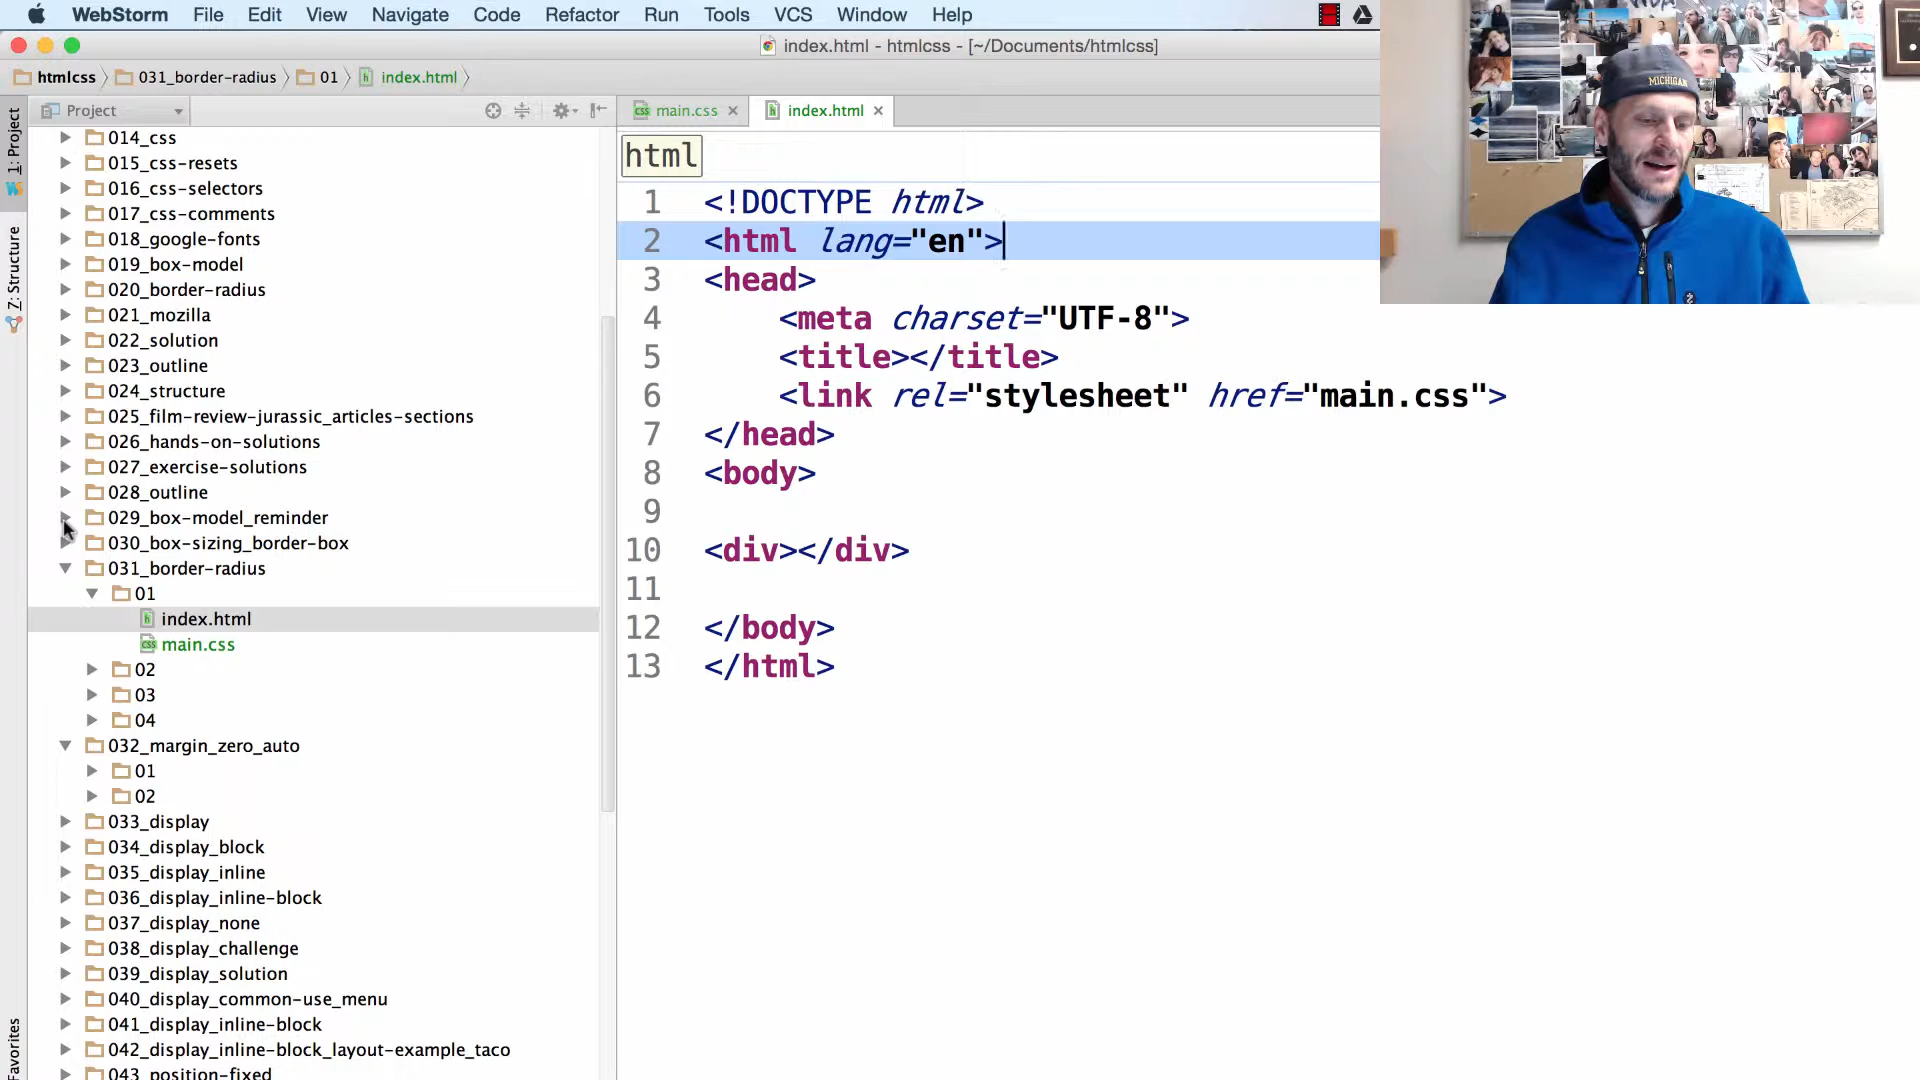 WebStorm File Edit View Navigate Code Refactor Run Tools VCS Window Help
index.html - htmlcss - [~/Documents/htmlcss]
htmlcss 031_border-radius 01 index.html
1: Project
Z: Structure
Favorites
Project
014_css
015_css-resets
016_css-selectors
017_css-comments
018_google-fonts
019_box-model
020_border-radius
021_mozilla
022_solution
023_outline
024_structure
025_film-review-jurassic_articles-sections
026_hands-on-solutions
027_exercise-solutions
028_outline
029_box-model_reminder
030_box-sizing_border-box
031_border-radius
01
index.html
main.css
02
03
04
032_margin_zero_auto
01
02
033_display
034_display_block
035_display_inline
036_display_inline-block
037_display_none
038_display_challenge
039_display_solution
040_display_common-use_menu
041_display_inline-block
042_display_inline-block_layout-example_taco
043_position-fixed
main.css index.html
html
1 <!DOCTYPE html>
2 <html lang="en">
3 <head>
4 <meta charset="UTF-8">
5 <title></title>
6 <link rel="stylesheet" href="main.css">
7 </head>
8 <body>
9
10 <div></div>
11
12 </body>
13 </html>
MICHIGAN